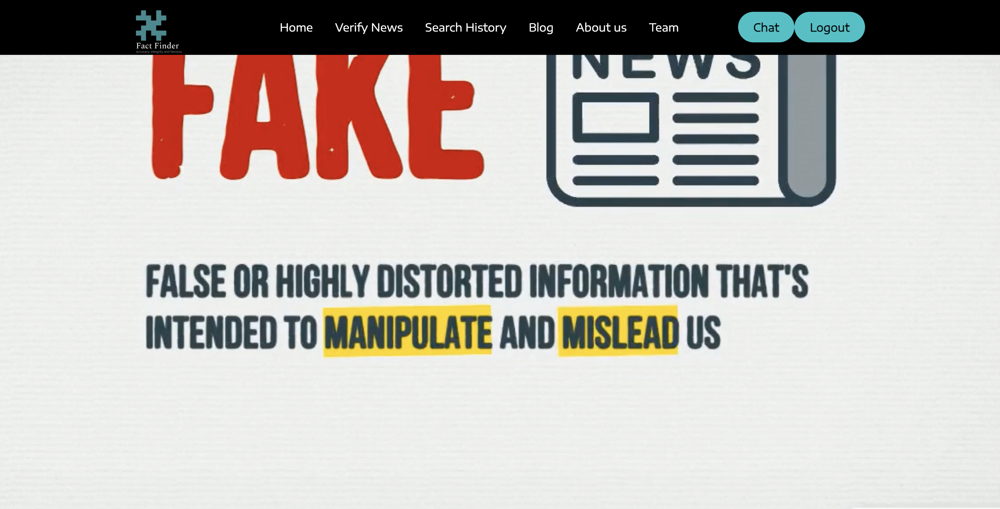 Fact Finder
accuracy, integrity and fairness
Home Verify News Search History Blog About us Team Chat Logout
FAKE NEWS
FALSE OR HIGHLY DISTORTED INFORMATION THAT'S
INTENDED TO MANIPULATE AND MISLEAD US